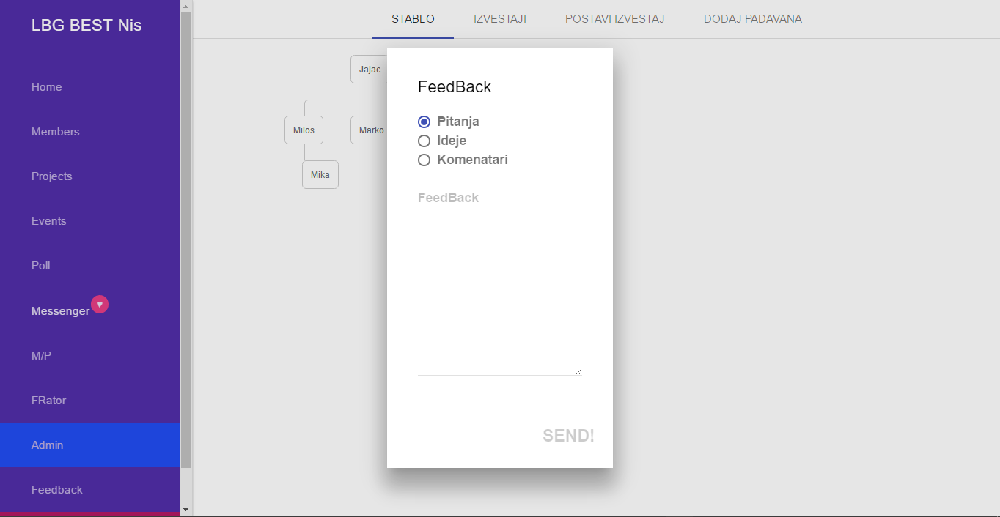 LBG BEST Nis
Home
Members
Projects
Events
Poll
Messenger
M/P
FRator
Admin
Feedback
STABLO IZVESTAJI POSTAVI IZVESTAJ DODAJ PADAVANA
Jajac
Milos Marko
Mika
FeedBack
Pitanja
Ideje
Komenatari
FeedBack
SEND!